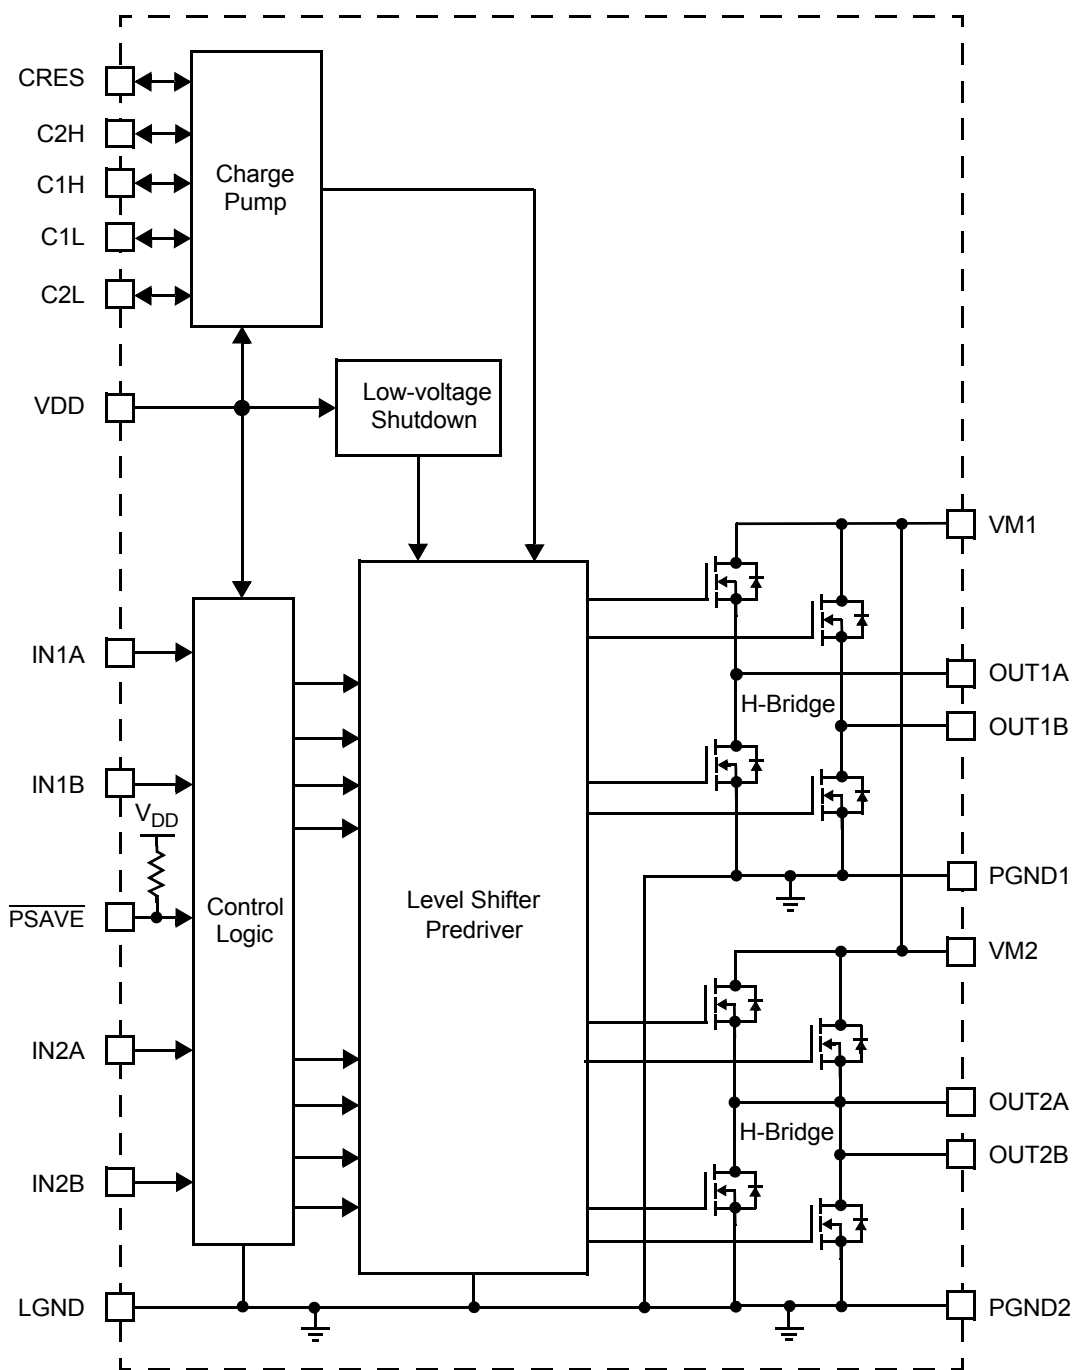 CRES
C2H
C1H
C1L
C2L
Charge
Pump
VDD
Low-voltage
Shutdown
VM1
IN1A
OUT1A
H-Bridge
OUT1B
IN1B
VDD
PGND1
PSAVE
Control
Logic
Level Shifter
Predriver
VM2
IN2A
OUT2A
H-Bridge
OUT2B
IN2B
LGND
PGND2